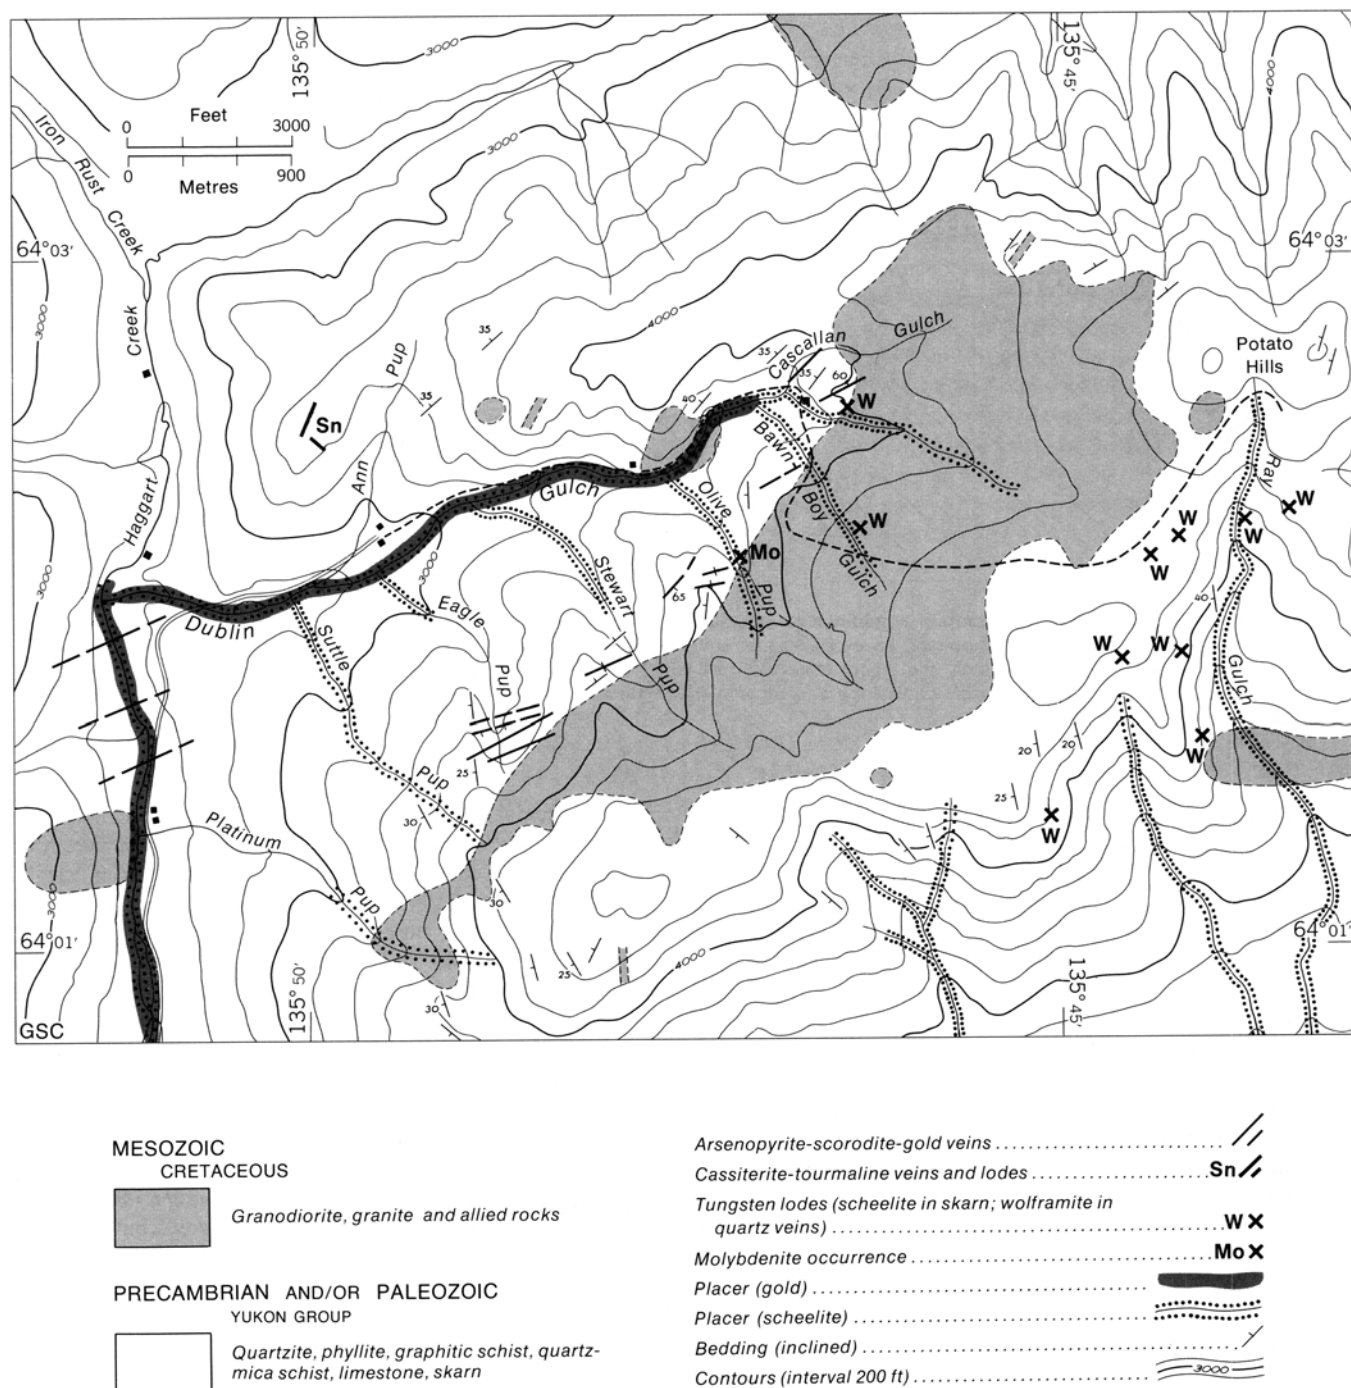 135° 50'
3000
135° 45'
4000
Feet
0 3000
0 900
Metres
3000
Iron Rust Creek
64° 03'
64° 03'
3000
Haggart Creek
4000
Cascallan Gulch
Potato
Hills
35
35
35
60
40
35
Sn
W
Ann Pup
Bawn Boy Gulch
Ray Gulch
Dublin Gulch
Olive Pup
W
W
W
W
W
Mo
3000
Stewart Pup
Eagle Pup
65
40
Suttle Pup
W
W
W
20
20
25
25
30
W
Platinum Pup
3000
30
25
30
4000
64° 01'
64° 01'
135° 50'
135° 45'
GSC
MESOZOIC
CRETACEOUS
Granodiorite, granite and allied rocks
PRECAMBRIAN AND/OR PALEOZOIC
YUKON GROUP
Quartzite, phyllite, graphitic schist, quartz-
mica schist, limestone, skarn
Arsenopyrite-scorodite-gold veins
Cassiterite-tourmaline veins and lodes Sn
Tungsten lodes (scheelite in skarn; wolframite in
quartz veins) W
Molybdenite occurrence Mo
Placer (gold)
Placer (scheelite)
Bedding (inclined)
Contours (interval 200 ft) 3000